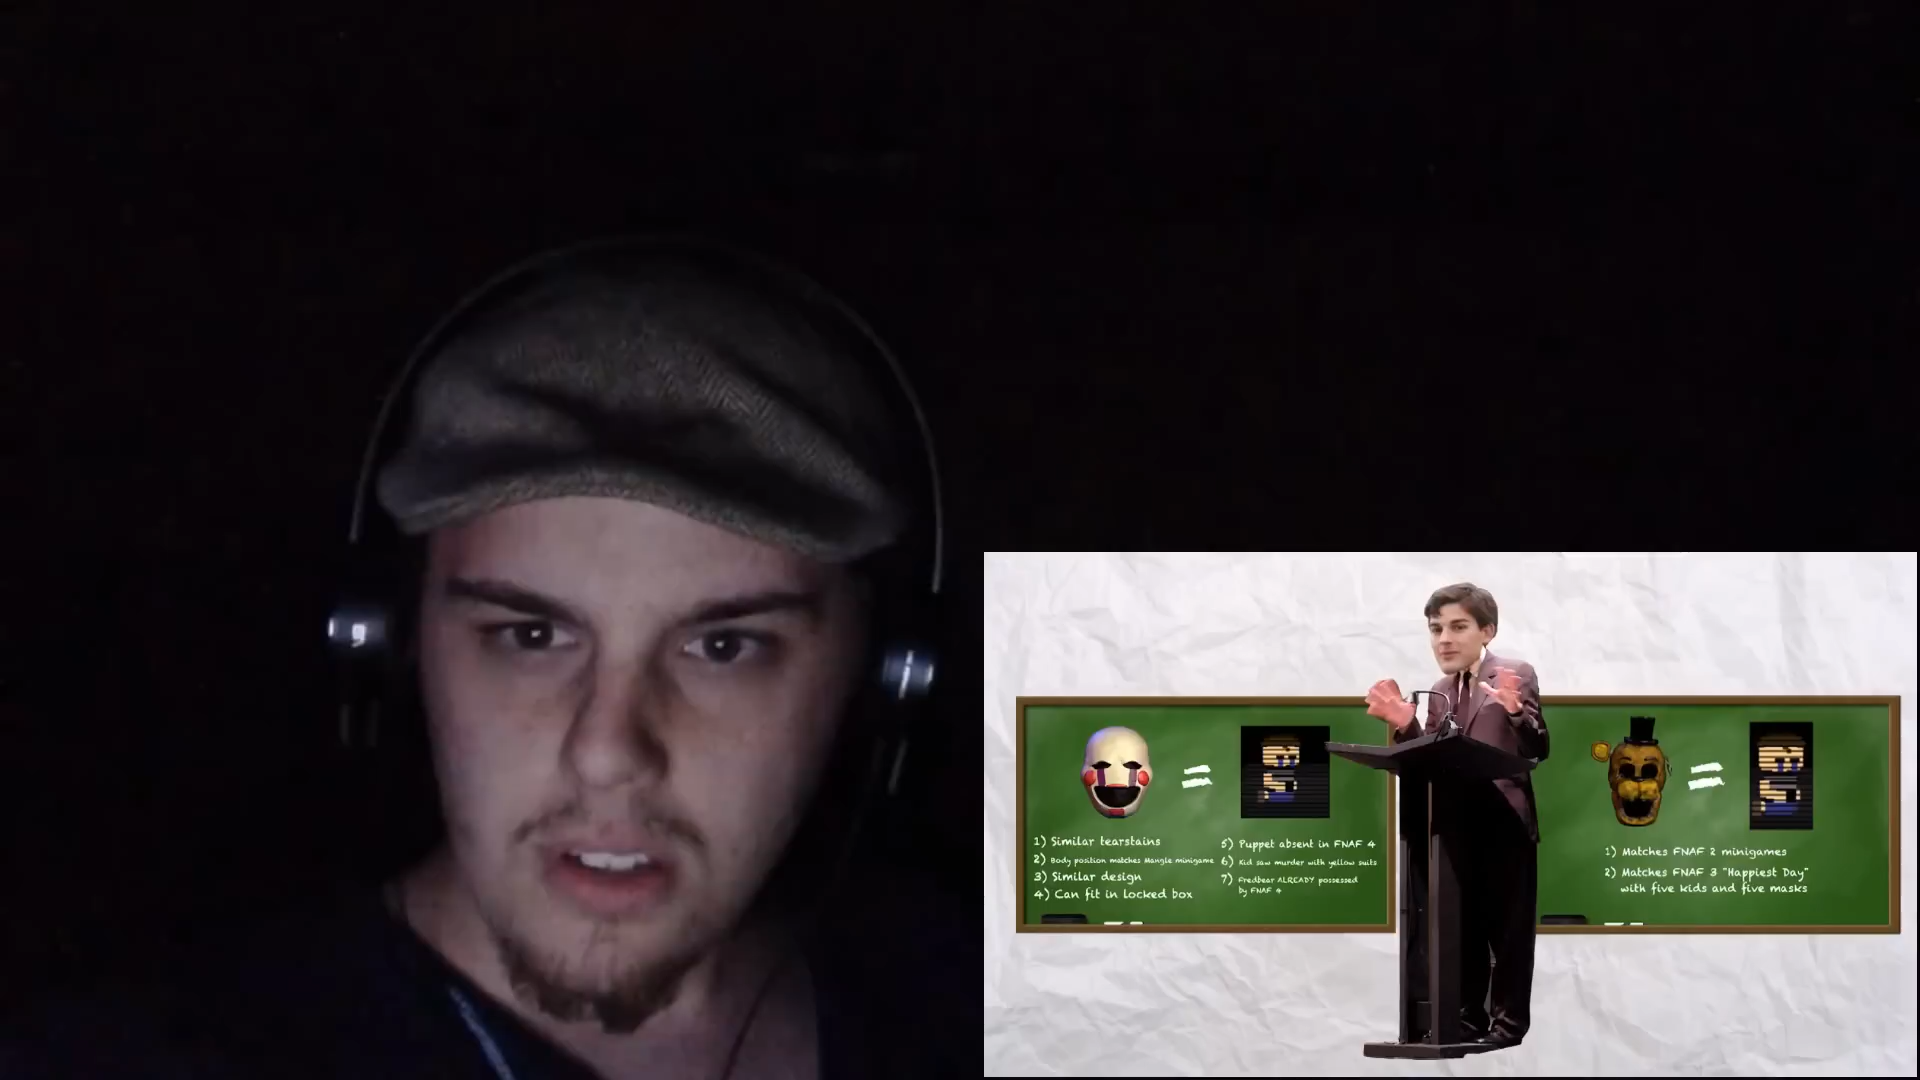 1) Similar tearstains
2) Body position matches Mangle minigame
3) Similar design
4) Can fit in locked box
5) Puppet absent in FNAF 4
6) Kid saw murder with yellow suits
7) Fredbear ALREADY possessed
by FNAF 4
1) Matches FNAF 2 minigames
2) Matches FNAF 3 "Happiest Day"
with five kids and five masks